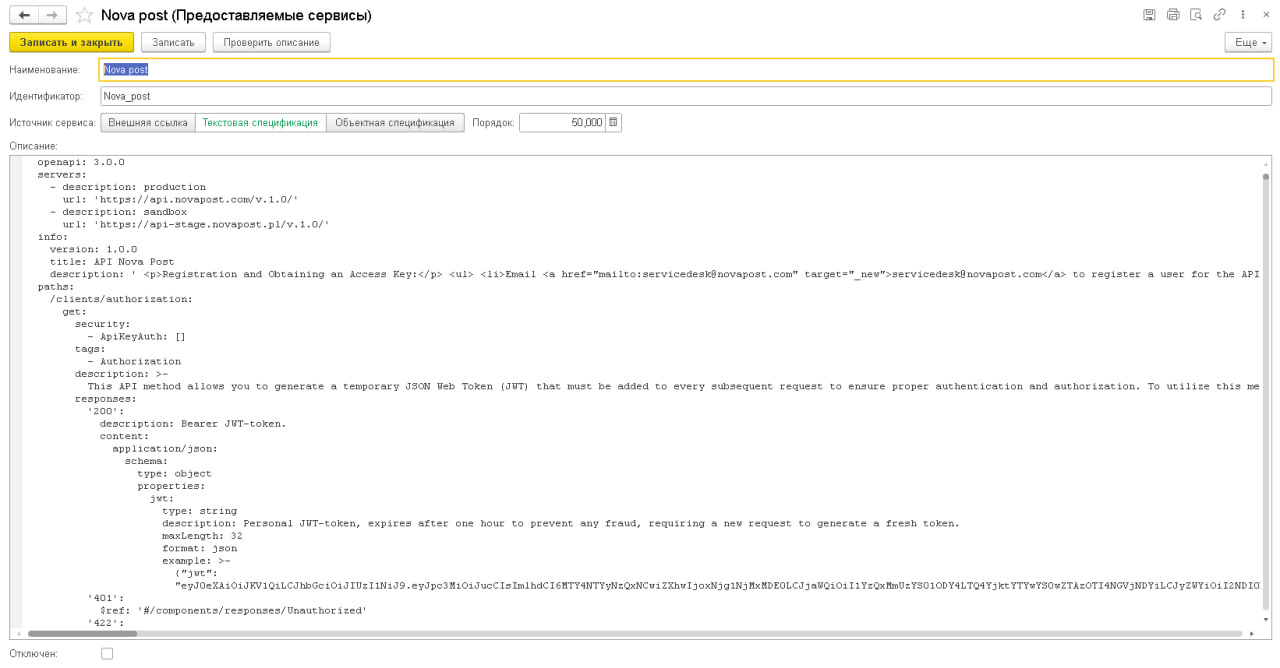 Nova post (Предоставляемые сервисы)
Записать и закрыть
Записать
Проверить описание
Еще
Наименование: Nova post
Идентификатор: Nova_post
Источник сервиса: Внешняя ссылка Текстовая спецификация Объектная спецификация Порядок: 50,000
Описание:
openapi: 3.0.0
servers:
- description: production
url: 'https://api.novapost.com/v.1.0/'
- description: sandbox
url: 'https://api-stage.novapost.pl/v.1.0/'
info:
version: 1.0.0
title: API Nova Post
description: ' <p>Registration and Obtaining an Access Key:</p> <ul> <li>Email <a href="mailto:servicedesk@novapost.com" target="_new">servicedesk@novapost.com</a> to register a user for the API
paths:
/clients/authorization:
get:
security:
- ApiKeyAuth: []
tags:
- Authorization
description: >-
This API method allows you to generate a temporary JSON Web Token (JWT) that must be added to every subsequent request to ensure proper authentication and authorization. To utilize this me
responses:
'200':
description: Bearer JWT-token.
content:
application/json:
schema:
type: object
properties:
jwt:
type: string
description: Personal JWT-token, expires after one hour to prevent any fraud, requiring a new request to generate a fresh token.
maxLength: 32
format: json
example: >-
{"jwt":
'401':
$ref: '#/components/responses/Unauthorized'
'422':
Отключен: